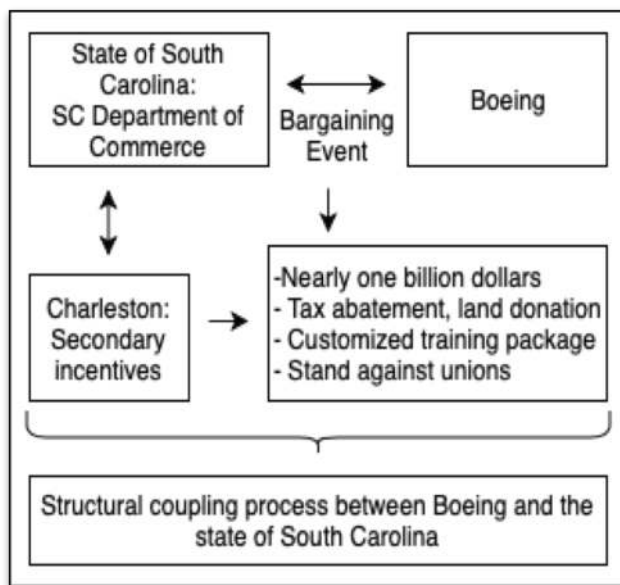 State of South
Carolina:
SC Department of
Commerce
Bargaining
Event
Boeing
Charleston:
Secondary
incentives
-Nearly one billion dollars
- Tax abatement, land donation
- Customized training package
- Stand against unions
Structural coupling process between Boeing and the
state of South Carolina